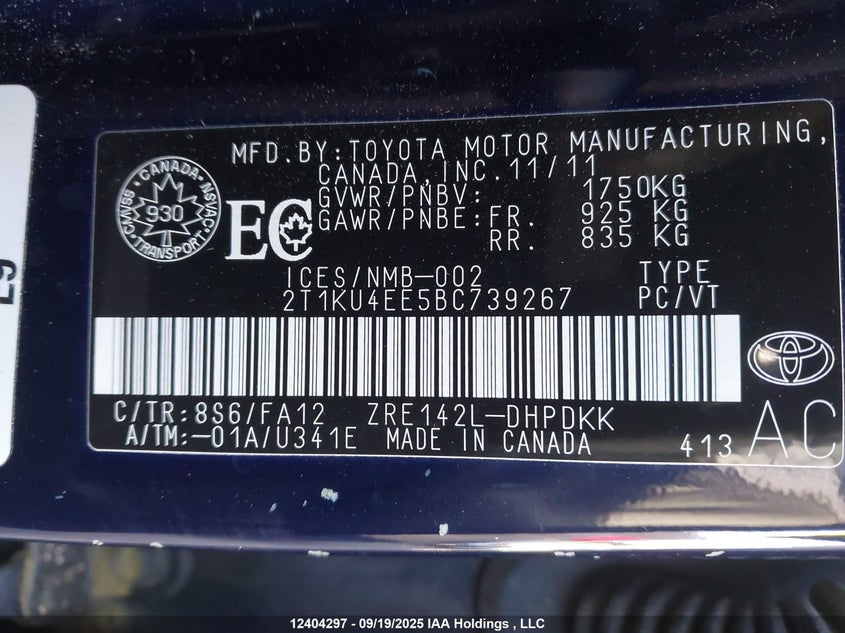 MFD.BY:TOYOTA MOTOR MANUFACTURING,
CANADA,INC.11/11
GVWR/PNBV: 1750KG
GAWR/PNBE:FR. 925 KG
RR. 835 KG
CANADA
CMVSS NSVAC
930
TRANSPORT
EC
ICES/NMB-002
TYPE
2T1KU4EE5BC739267
PC/VT
C/TR:8S6/FA12 ZRE142L-DHPDKK
A/TM:-01A/U341E MADE IN CANADA
413 AC
12404297 - 09/19/2025 IAA Holdings , LLC